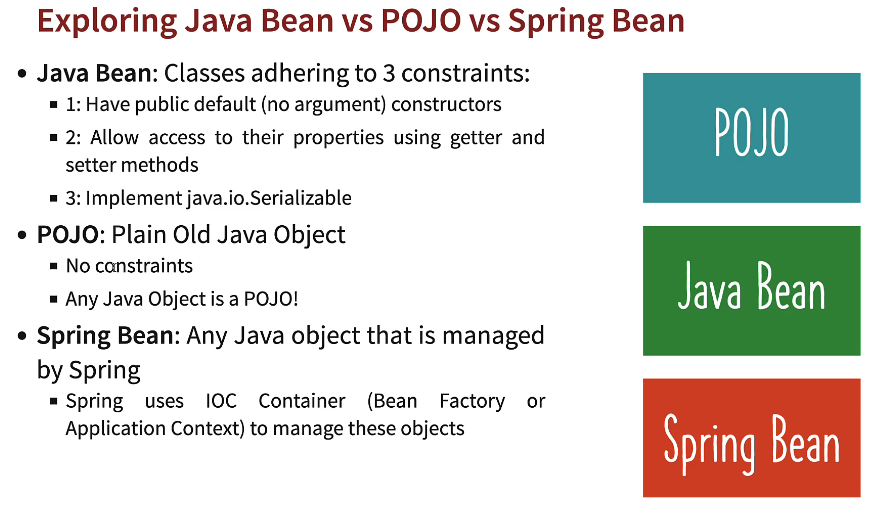 Exploring Java Bean vs POJO vs Spring Bean
• Java Bean: Classes adhering to 3 constraints:
▪ 1: Have public default (no argument) constructors
▪ 2: Allow access to their properties using getter and
setter methods
▪ 3: Implement java.io.Serializable
• POJO: Plain Old Java Object
▪ No constraints
▪ Any Java Object is a POJO!
• Spring Bean: Any Java object that is managed
by Spring
▪ Spring uses IOC Container (Bean Factory or
Application Context) to manage these objects
POJO
Java Bean
Spring Bean